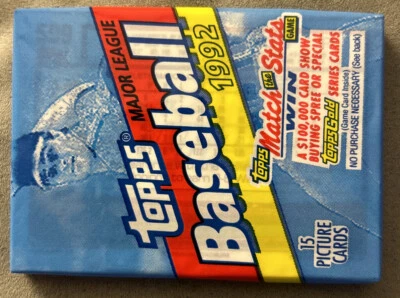 TOPPS®
MAJOR LEAGUE
Baseball
1992
TOPPS Match the Stats GAME
WIN
A $100,000 CARD SHOW
BUYING SPREE OR SPECIAL
Topps Gold SERIES CARDS
(Game Card Inside)
NO PURCHASE NECESSARY (See back)
15
PICTURE
CARDS